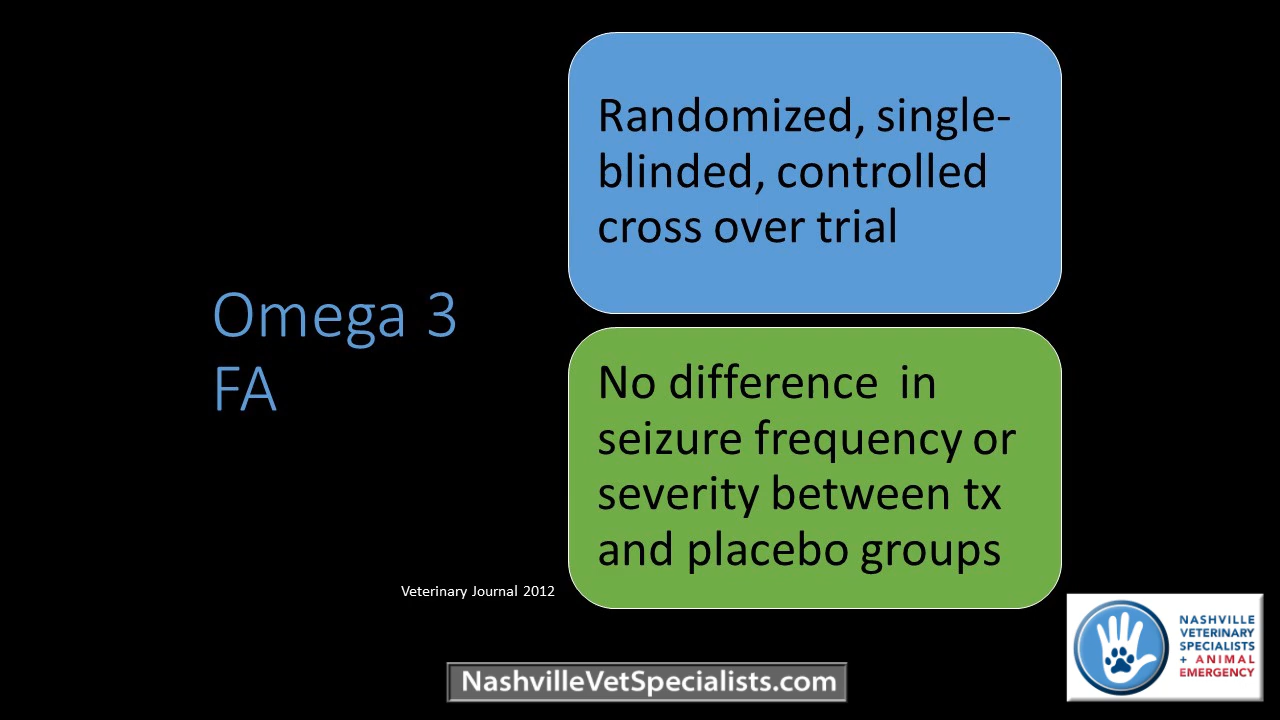 Omega 3
FA
Randomized, single-
blinded, controlled
cross over trial
No difference in
seizure frequency or
severity between tx
and placebo groups
Veterinary Journal 2012
NashvilleVetSpecialists.com
NASHVILLE
VETERINARY
SPECIALISTS
+ ANIMAL
EMERGENCY